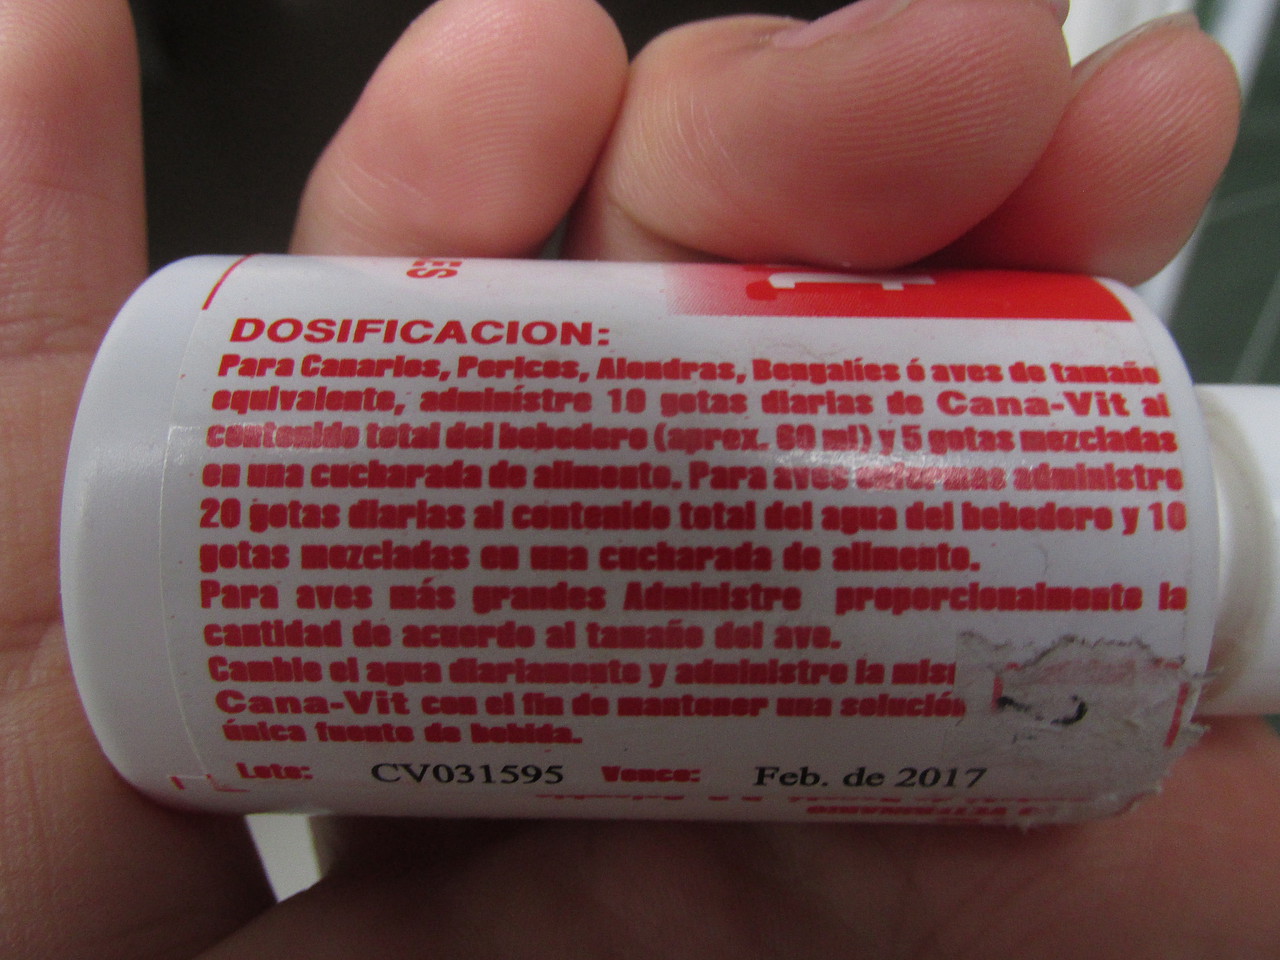 ES
DOSIFICACION:
Para Canarios, Pericos, Alondras, Bengalíes ó aves de tamaño
equivalente, adminístre 10 gotas diarias de Cana-Vit al
contenido total del bebedero (aprox. 60 ml) y 5 gotas mezcladas
en una cucharada de alimento. Para aves enfermas administre
20 gotas diarias al contenido total del agua del bebedero y 10
gotas mezcladas en una cucharada de alimento.
Para aves más grandes Administre proporcionalmente la
cantidad de acuerdo al tamaño del ave.
Cambie el agua diariamente y administre la
Cana-Vit con el fin de mantener una solución
única fuente de bebida.
Lote: CV031595 Vence: Feb. de 2017